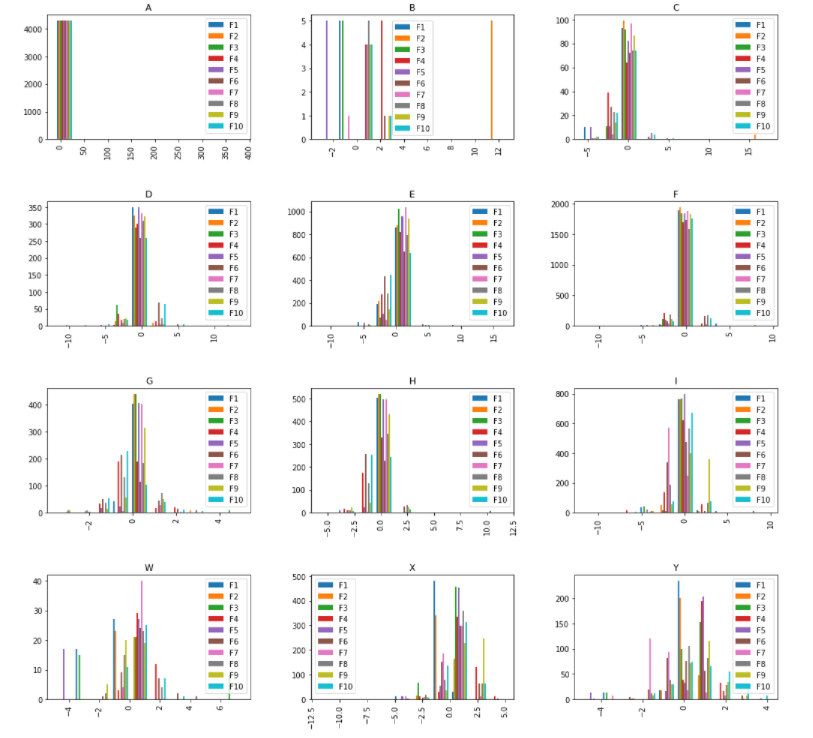 A B C
4000 3000 2000 1000 0
0 50 100 150 200 250 300 350 400
F1 F2 F3 F4 F5 F6 F7 F8 F9 F10
5 4 3 2 1 0
−2 0 2 4 6 8 10 12
F1 F2 F3 F4 F5 F6 F7 F8 F9 F10
100 80 60 40 20 0
−5 0 5 10 15
F1 F2 F3 F4 F5 F6 F7 F8 F9 F10
D E F
350 300 250 200 150 100 50 0
−10 −5 0 5 10
F1 F2 F3 F4 F5 F6 F7 F8 F9 F10
1000 800 600 400 200 0
−10 −5 0 5 10 15
F1 F2 F3 F4 F5 F6 F7 F8 F9 F10
2000 1500 1000 500 0
−10 −5 0 5 10
F1 F2 F3 F4 F5 F6 F7 F8 F9 F10
G H I
400 300 200 100 0
−2 0 2 4
F1 F2 F3 F4 F5 F6 F7 F8 F9 F10
500 400 300 200 100 0
−5.0 −2.5 0.0 2.5 5.0 7.5 10.0 12.5
F1 F2 F3 F4 F5 F6 F7 F8 F9 F10
800 600 400 200 0
−10 −5 0 5 10
F1 F2 F3 F4 F5 F6 F7 F8 F9 F10
W X Y
40 30 20 10 0
−4 −2 0 2 4 6
F1 F2 F3 F4 F5 F6 F7 F8 F9 F10
500 400 300 200 100 0
−12.5 −10.0 −7.5 −5.0 −2.5 0.0 2.5 5.0
F1 F2 F3 F4 F5 F6 F7 F8 F9 F10
200 150 100 50 0
−4 −2 0 2 4
F1 F2 F3 F4 F5 F6 F7 F8 F9 F10